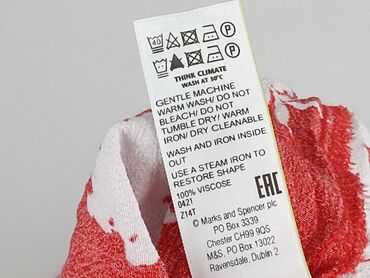 40
THINK CLIMATE
WASH AT 30°C
GENTLE MACHINE
WARM WASH/ DO NOT
BLEACH/ DO NOT
TUMBLE DRY/ WARM
IRON/ DRY CLEANABLE
WASH AND IRON INSIDE
OUT
USE A STEAM IRON TO
RESTORE SHAPE
100% VISCOSE
0421
Z14T
EAC
© Marks and Spencer plc
PO Box 3339
Chester CH99 9QS
M&S, PO Box 13022
Ravensdale, Dublin 2